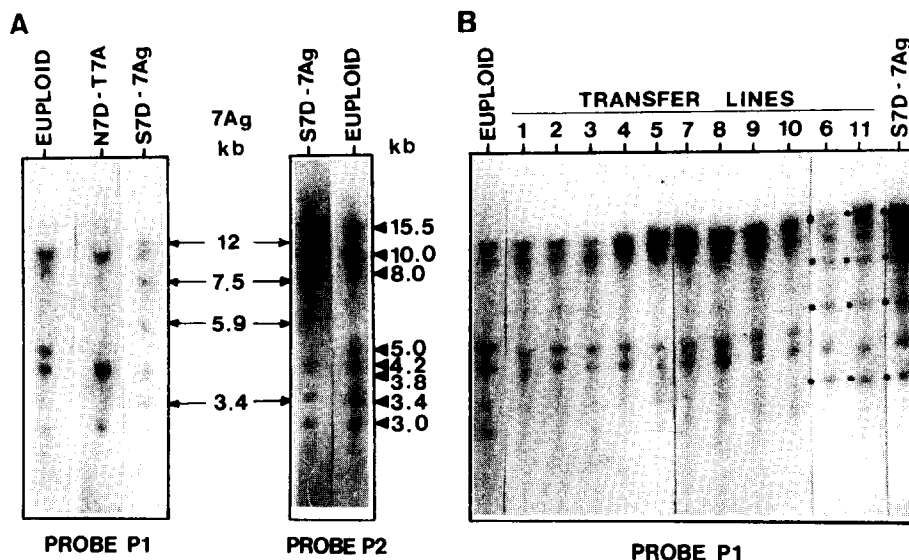 A
EUPLOID
N7D-T7A
S7D-7Ag
7Ag
kb
12
7.5
5.9
3.4
PROBE P1
S7D-7Ag
EUPLOID
kb
15.5
10.0
8.0
5.0
4.2
3.8
3.4
3.0
PROBE P2
B
EUPLOID
TRANSFER LINES
1 2 3 4 5 7 8 9 10 6 11
S7D-7Ag
PROBE P1